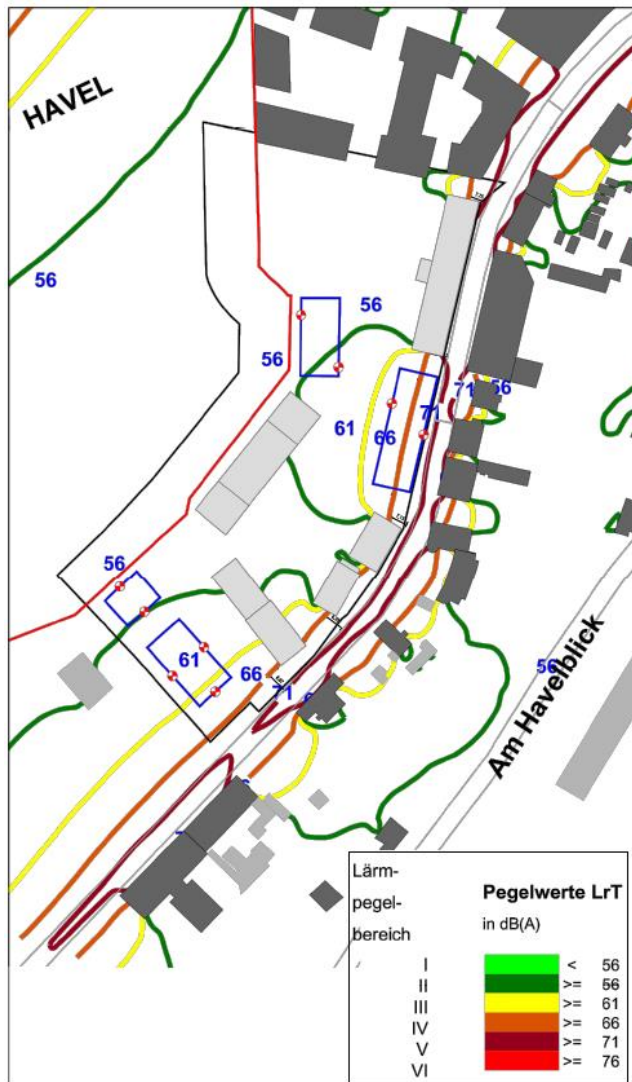 HAVEL
56
56
56
71
56
71
61
66
56
61
66
71
56
Am Havelblick
Lärm-
pegel-
bereich
Pegelwerte LrT
in dB(A)
I < 56
II >= 56
III >= 61
IV >= 66
V >= 71
VI >= 76